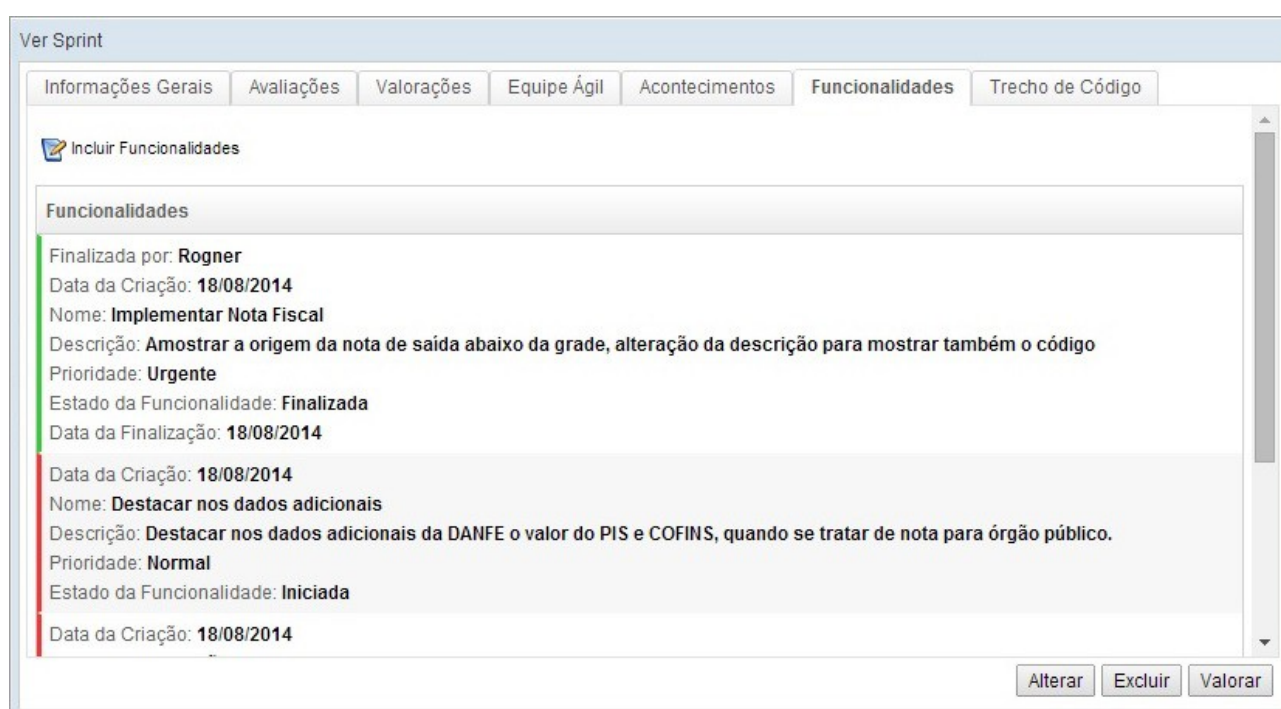 Ver Sprint
Informações Gerais Avaliações Valorações Equipe Ágil Acontecimentos Funcionalidades Trecho de Código
Incluir Funcionalidades
Funcionalidades
Finalizada por: Rogner
Data da Criação: 18/08/2014
Nome: Implementar Nota Fiscal
Descrição: Amostrar a origem da nota de saída abaixo da grade, alteração da descrição para mostrar também o código
Prioridade: Urgente
Estado da Funcionalidade: Finalizada
Data da Finalização: 18/08/2014
Data da Criação: 18/08/2014
Nome: Destacar nos dados adicionais
Descrição: Destacar nos dados adicionais da DANFE o valor do PIS e COFINS, quando se tratar de nota para órgão público.
Prioridade: Normal
Estado da Funcionalidade: Iniciada
Data da Criação: 18/08/2014
Alterar Excluir Valorar